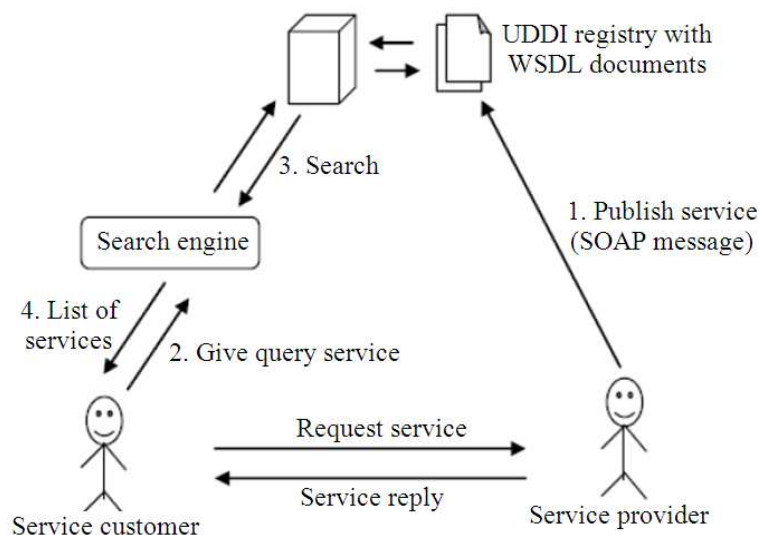 UDDI registry with
WSDL documents
3. Search
1. Publish service
(SOAP message)
Search engine
4. List of
services
2. Give query service
Request service
Service reply
Service customer
Service provider